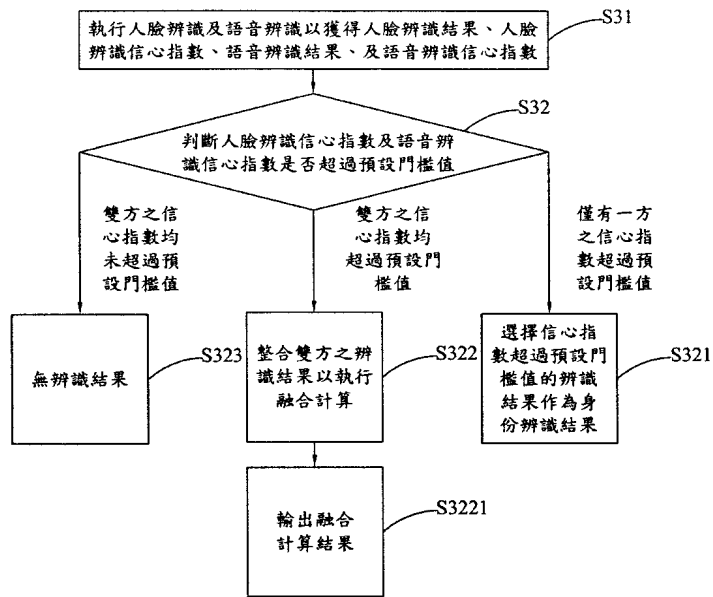 執行人臉辨識及語音辨識以獲得人臉辨識結果、人臉
辨識信心指數、語音辨識結果、及語音辨識信心指數
S31
S32
判斷人臉辨識信心指數及語音辨
識信心指數是否超過預設門檻值
雙方之信
心指數均
未超過預
設門檻值
雙方之信
心指數均
超過預設門
檻值
僅有一方
之信心指
數超過預
設門檻值
無辨識結果
S323
整合雙方之辨
識結果以執行
融合計算
S322
選擇信心指
數超過預設門
檻值的辨識
結果作為身
份辨識結果
S321
輸出融合
計算結果
S3221